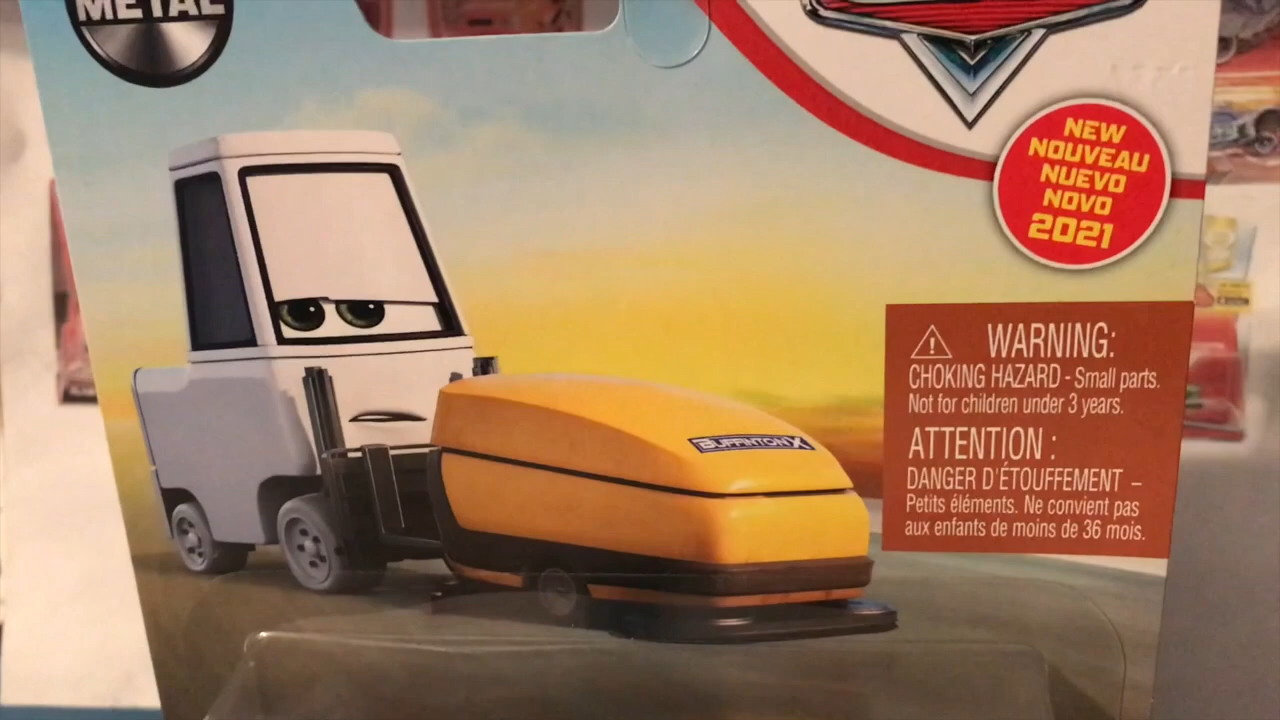 METAL
NEW
NOUVEAU
NUEVO
NOVO
2021
WARNING:
CHOKING HAZARD - Small parts.
Not for children under 3 years.
ATTENTION :
DANGER D'ÉTOUFFEMENT –
Petits éléments. Ne convient pas
aux enfants de moins de 36 mois.
BUFFINTON X